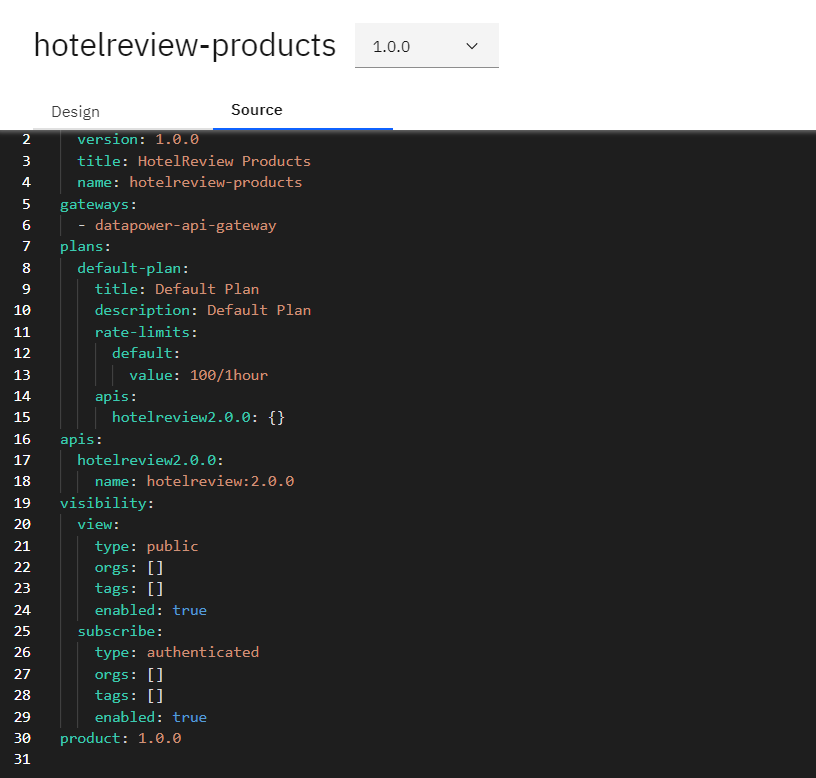 hotelreview-products 1.0.0
Design Source
2 version: 1.0.0
3 title: HotelReview Products
4 name: hotelreview-products
5 gateways:
6 - datapower-api-gateway
7 plans:
8 default-plan:
9 title: Default Plan
10 description: Default Plan
11 rate-limits:
12 default:
13 value: 100/1hour
14 apis:
15 hotelreview2.0.0: {}
16 apis:
17 hotelreview2.0.0:
18 name: hotelreview:2.0.0
19 visibility:
20 view:
21 type: public
22 orgs: []
23 tags: []
24 enabled: true
25 subscribe:
26 type: authenticated
27 orgs: []
28 tags: []
29 enabled: true
30 product: 1.0.0
31